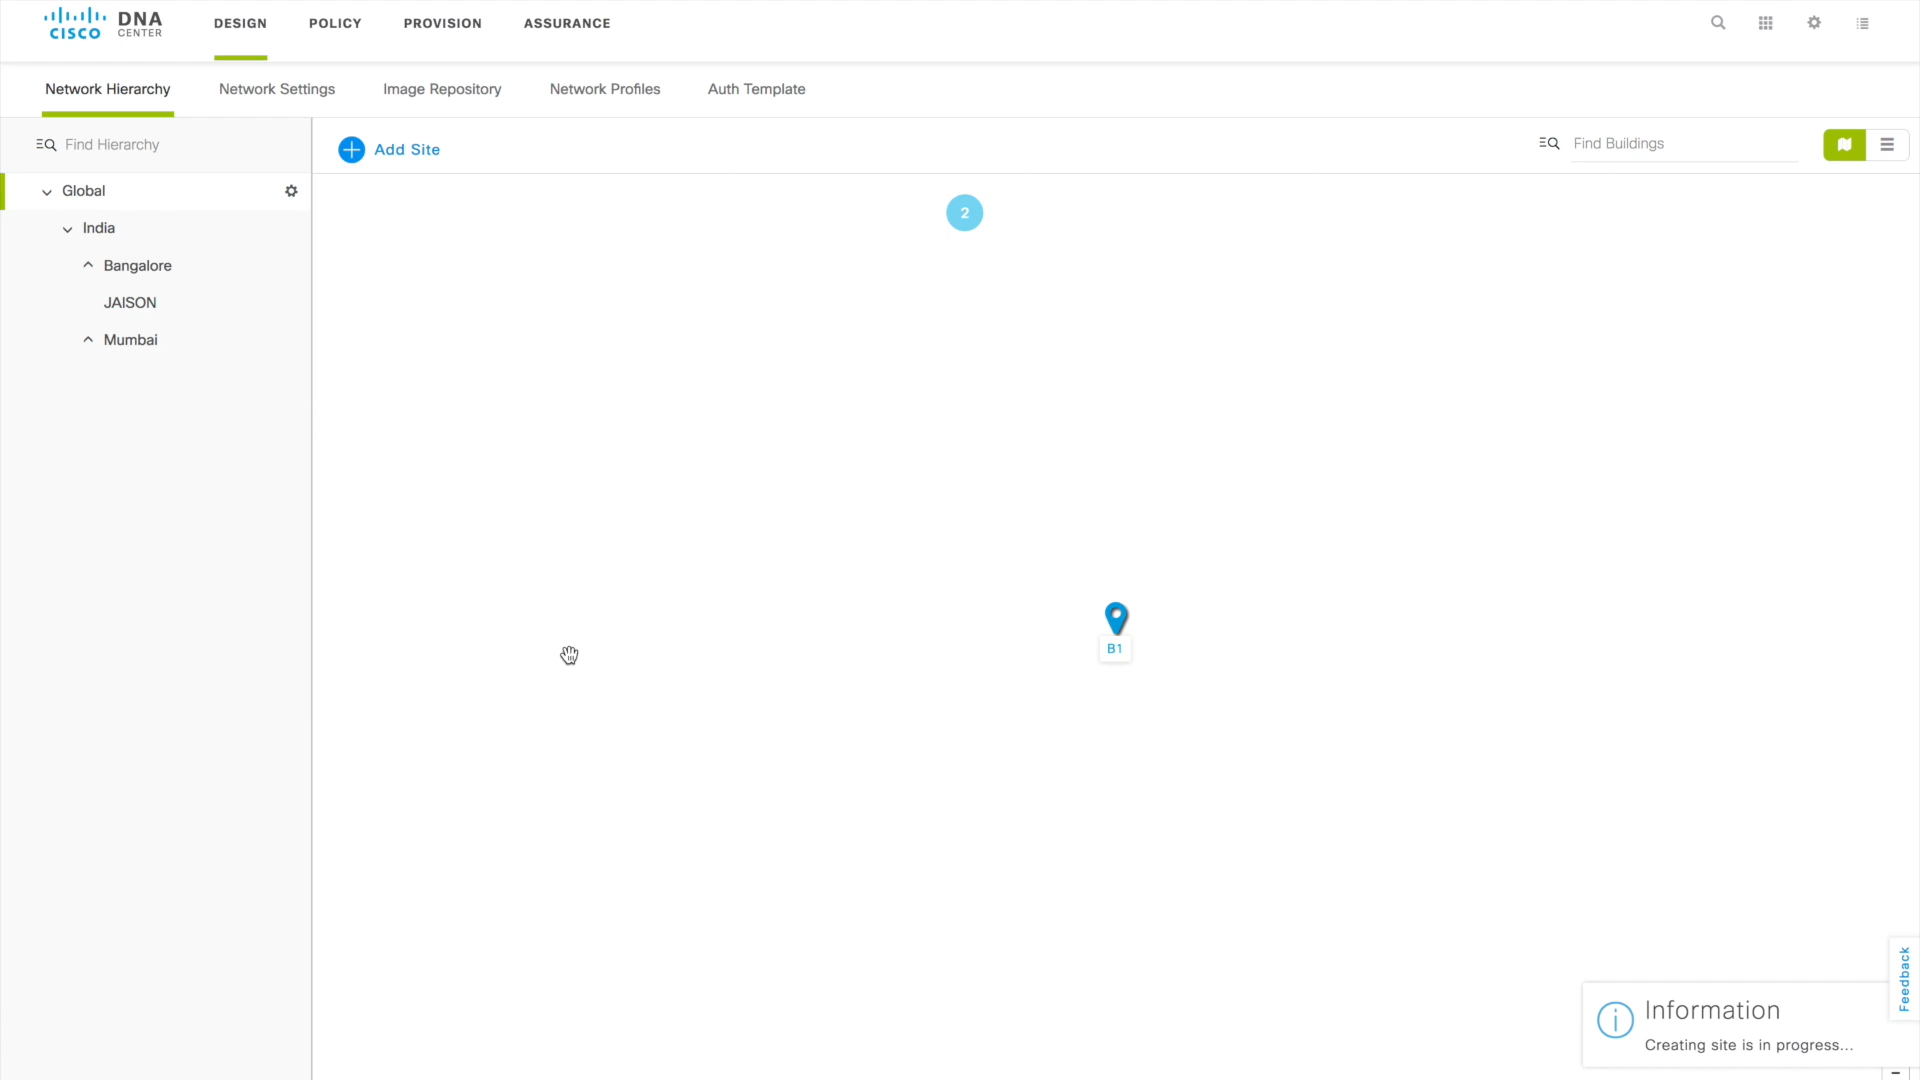 CISCO DNA CENTER
DESIGN POLICY PROVISION ASSURANCE
Network Hierarchy Network Settings Image Repository Network Profiles Auth Template
Find Hierarchy
Add Site
Find Buildings
Global
India
Bangalore
JAISON
Mumbai
2
B1
Feedback
Information
Creating site is in progress...